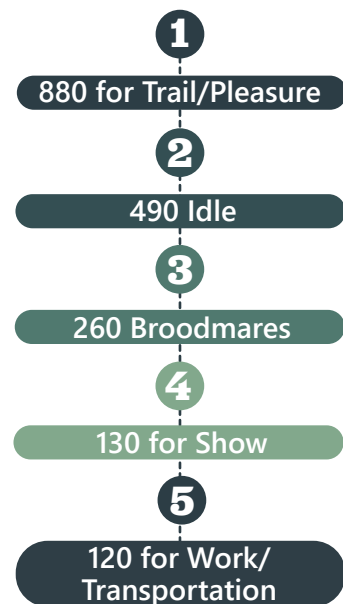 1
880 for Trail/Pleasure
2
490 Idle
3
260 Broodmares
4
130 for Show
5
120 for Work/
Transportation